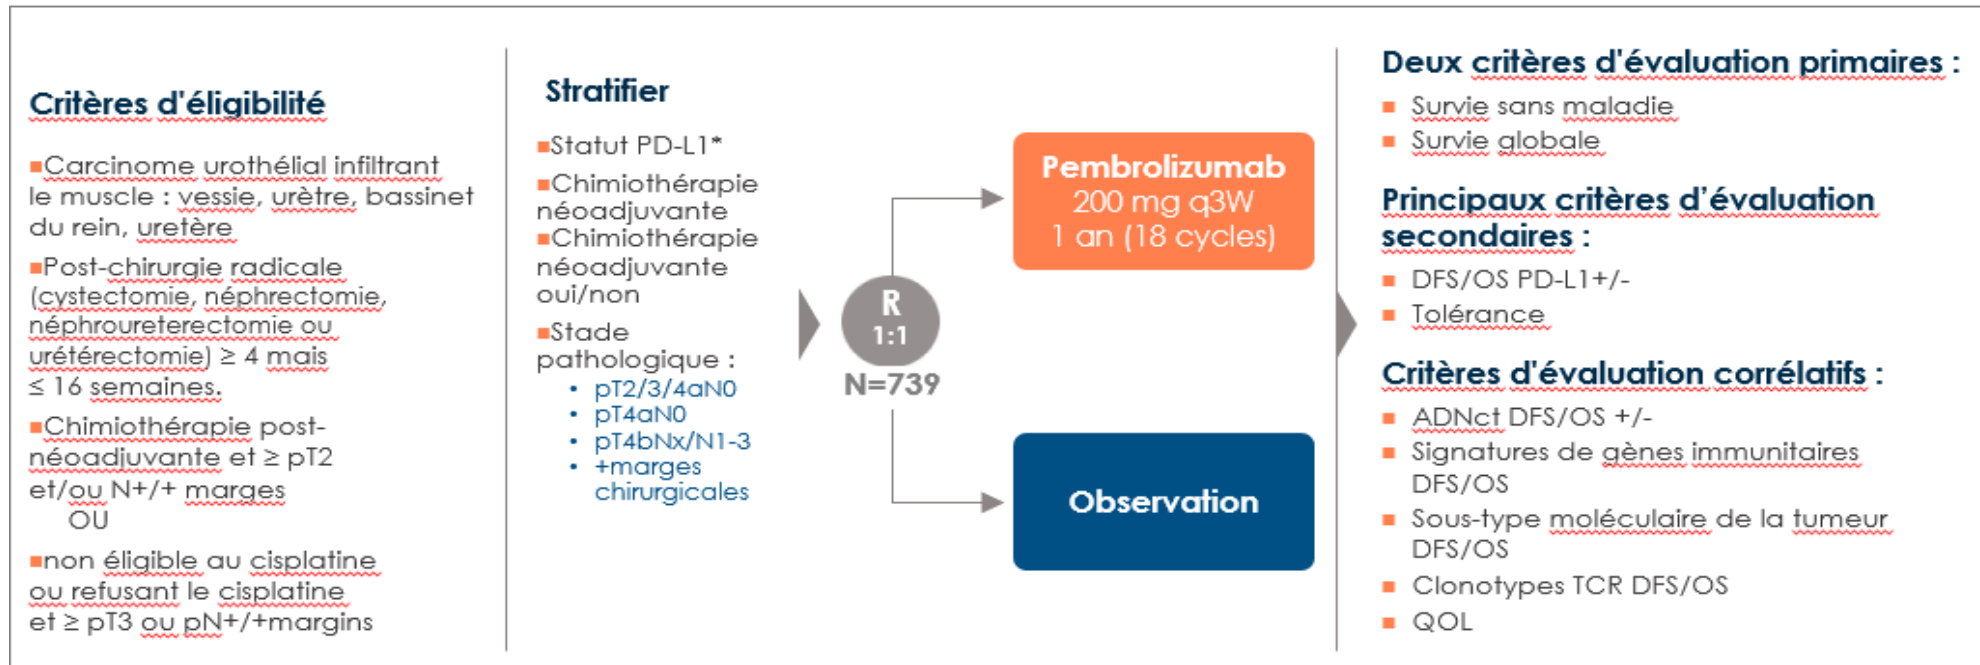 Critères d'éligibilité
▪Carcinome urothélial infiltrant
le muscle : vessie, urètre, bassinet
du rein, uretère
▪Post-chirurgie radicale
(cystectomie, néphrectomie,
néphroureterectomie ou
urétérectomie) ≥ 4 mais
≤ 16 semaines.
▪Chimiothérapie post-
néoadjuvante et ≥ pT2
et/ou N+/+ marges
OU
▪non éligible au cisplatine
ou refusant le cisplatine
et ≥ pT3 ou pN+/+margins
Stratifier
▪Statut PD-L1*
▪Chimiothérapie
néoadjuvante
▪Chimiothérapie
néoadjuvante
oui/non
▪Stade
pathologique :
• pT2/3/4aN0
• pT4aN0
• pT4bNx/N1-3
• +marges
chirurgicales
R
1:1
N=739
Pembrolizumab
200 mg q3W
1 an (18 cycles)
Observation
Deux critères d'évaluation primaires :
▪ Survie sans maladie
▪ Survie globale
Principaux critères d'évaluation
secondaires :
▪ DFS/OS PD-L1+/-
▪ Tolérance
Critères d'évaluation corrélatifs :
▪ ADNct DFS/OS +/-
▪ Signatures de gènes immunitaires
DFS/OS
▪ Sous-type moléculaire de la tumeur
DFS/OS
▪ Clonotypes TCR DFS/OS
▪ QOL